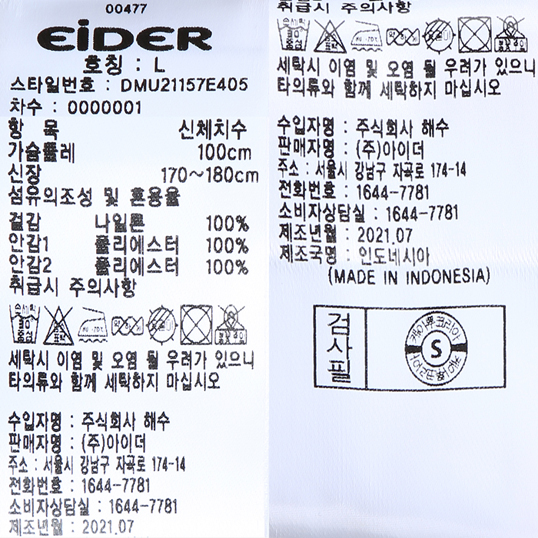 00477
EiDER
호칭 : L
스타일번호 : DMU21157E405
차수 : 0000001
항 목 신체치수
가슴둘레 100cm
신장 170~180cm
섬유의조성 및 혼용율
겉감 나일론 100%
안감1 폴리에스터 100%
안감2 폴리에스터 100%
취급시 주의사항
세탁시 이염 및 오염 될 우려가 있으니
타의류와 함께 세탁하지 마십시오
수입자명 : 주식회사 해수
판매자명 : (주)아이더
주소 : 서울시 강남구 자곡로 174-14
전화번호 : 1644-7781
소비자상담실 : 1644-7781
제조년월 : 2021.07
취급시 주의사항
세탁시 이염 및 오염 될 우려가 있으니
타의류와 함께 세탁하지 마십시오
수입자명 : 주식회사 해수
판매자명 : (주)아이더
주소 : 서울시 강남구 자곡로 174-14
전화번호 : 1644-7781
소비자상담실 : 1644-7781
제조년월 : 2021.07
제조국명 : 인도네시아
(MADE IN INDONESIA)
검사필
S